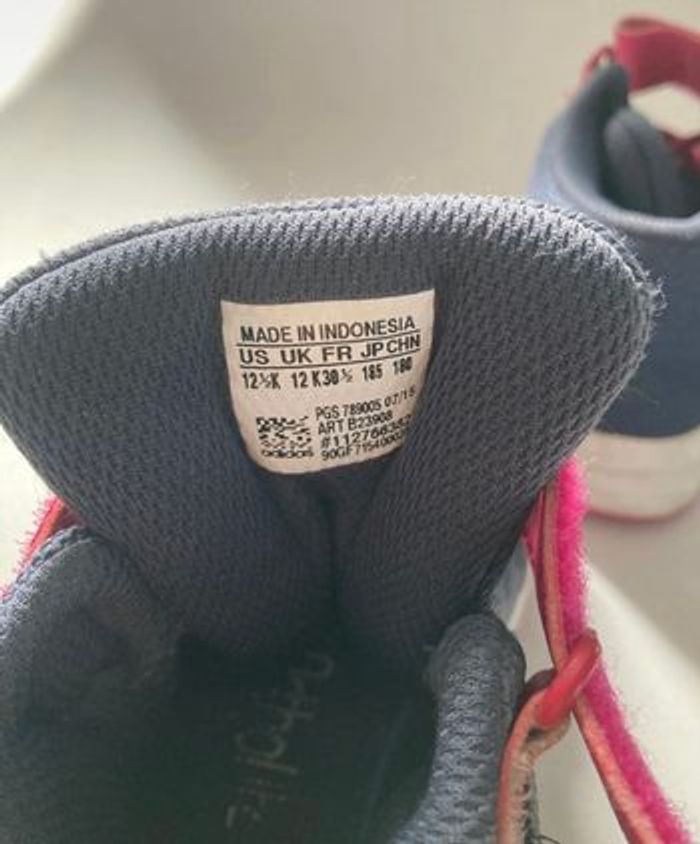 MADE IN INDONESIA
US UK FR JP CHN
12½K 12K 30½ 185 180
PGS 789005 07/15
ART B23908
adidas